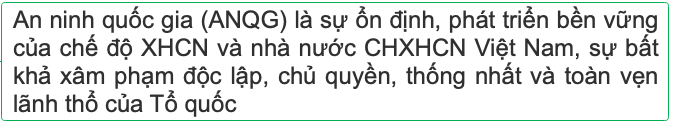 An ninh quốc gia (ANQG) là sự ổn định, phát triển bền vững
của chế độ XHCN và nhà nước CHXHCN Việt Nam, sự bất
khả xâm phạm độc lập, chủ quyền, thống nhất và toàn vẹn
lãnh thổ của Tổ quốc